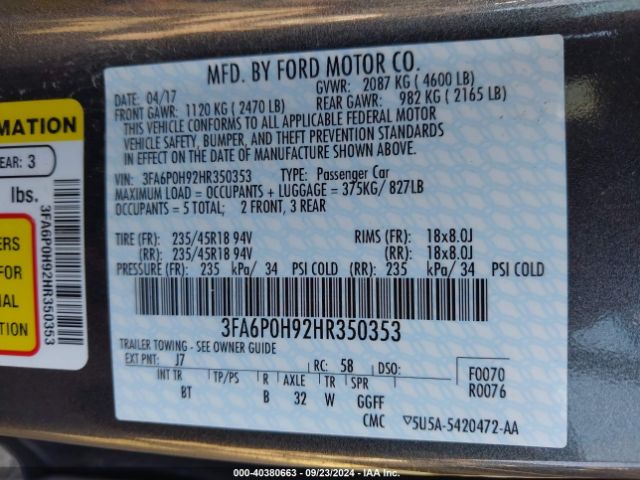 MFD. BY FORD MOTOR CO.
DATE: 04/17 GVWR: 2087 KG ( 4600 LB)
FRONT GAWR: 1120 KG ( 2470 LB) REAR GAWR: 982 KG ( 2165 LB)
THIS VEHICLE CONFORMS TO ALL APPLICABLE FEDERAL MOTOR
VEHICLE SAFETY, BUMPER, AND THEFT PREVENTION STANDARDS
IN EFFECT ON THE DATE OF MANUFACTURE SHOWN ABOVE.
VIN: 3FA6P0H92HR350353 TYPE: Passenger Car
MAXIMUM LOAD = OCCUPANTS + LUGGAGE = 375KG/ 827LB
OCCUPANTS = 5 TOTAL; 2 FRONT, 3 REAR
TIRE (FR): 235/45R18 94V RIMS (FR): 18x8.0J
(RR): 235/45R18 94V (RR): 18x8.0J
PRESSURE (FR): 235 kPa/ 34 PSI COLD (RR): 235 kPa/ 34 PSI COLD
3FA6P0H92HR350353
TRAILER TOWING - SEE OWNER GUIDE
EXT PNT: J7 RC: 58 DSO: F0070
INT TR TP/PS R AXLE TR SPR R0076
BT B 32 W GGFF
CMC ▽5U5A-5420472-AA
RMATION
EAR: 3
lbs.
ERS
FOR
IAL
ION
3FA6P0H92HR350353
000-40380663 - 09/23/2024 - IAA Inc.